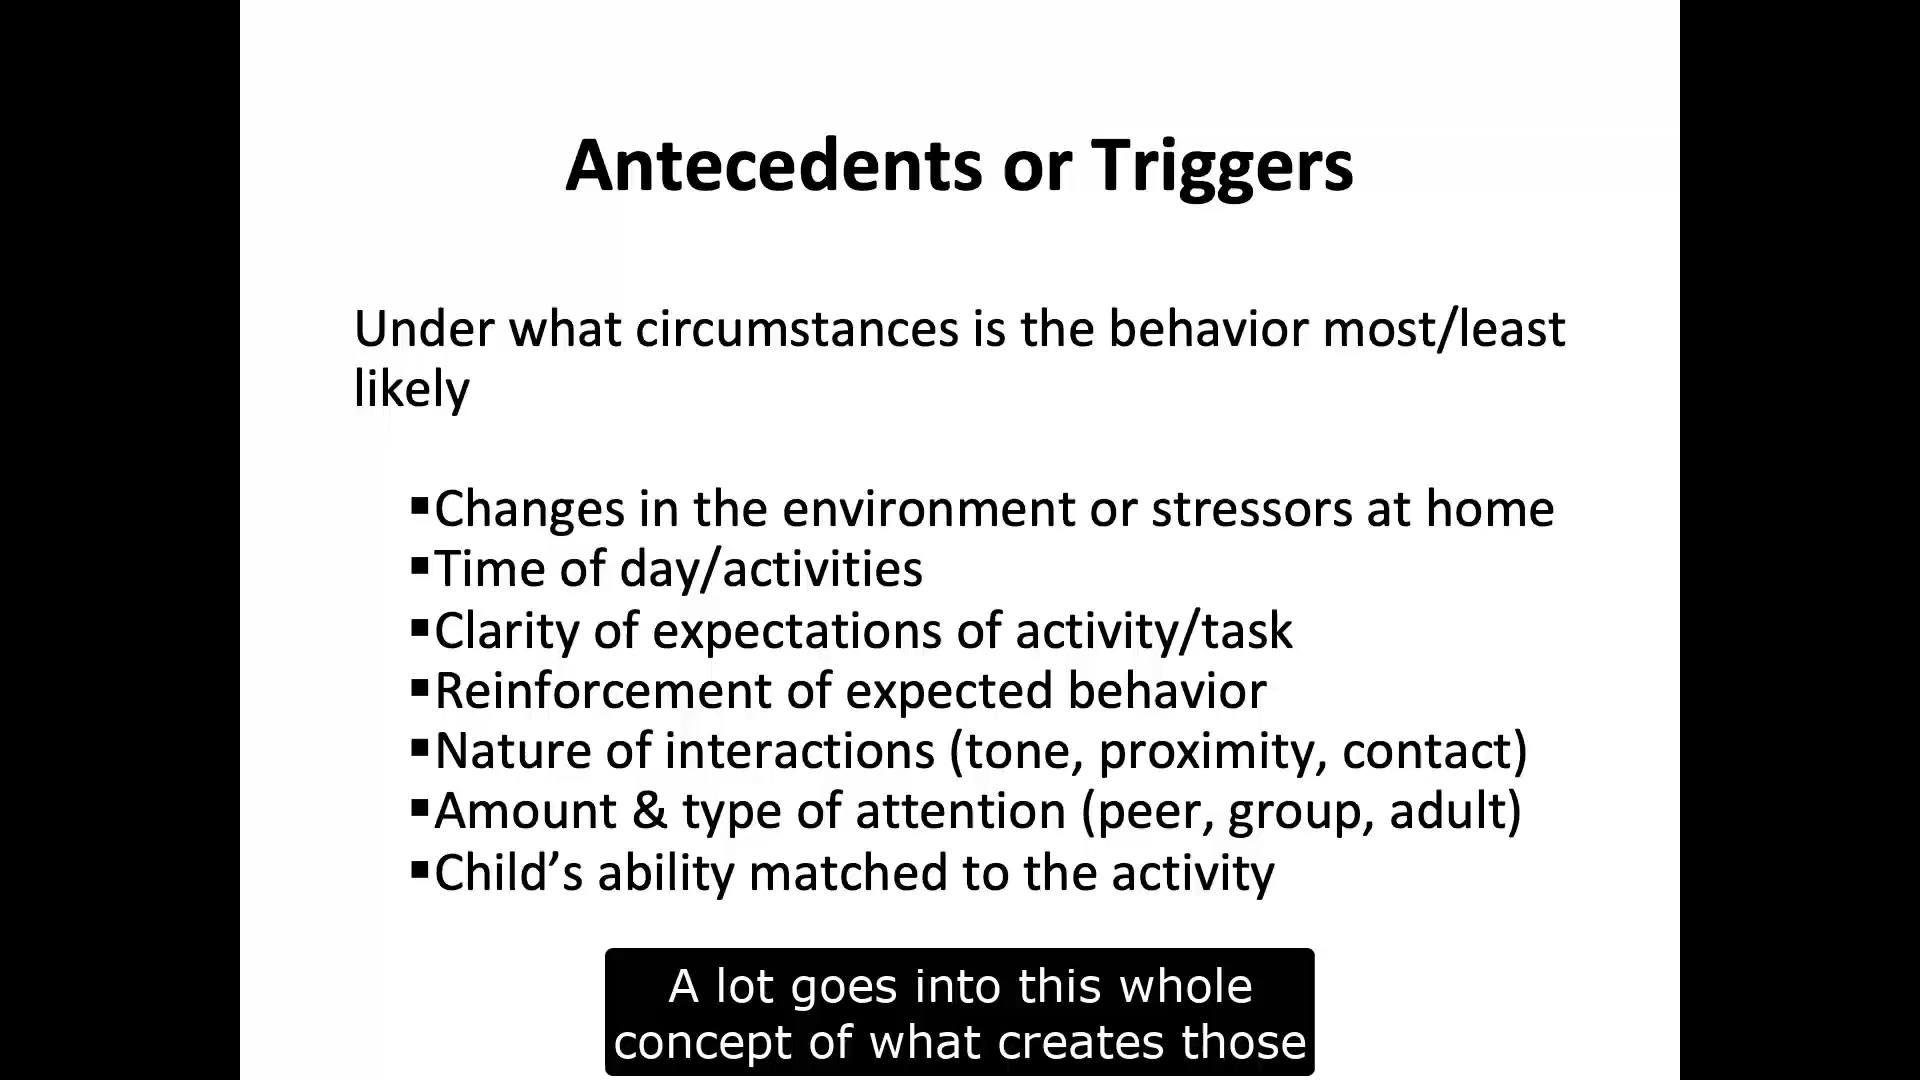 Antecedents or Triggers
Under what circumstances is the behavior most/least
likely
▪Changes in the environment or stressors at home
▪Time of day/activities
▪Clarity of expectations of activity/task
▪Reinforcement of expected behavior
▪Nature of interactions (tone, proximity, contact)
▪Amount & type of attention (peer, group, adult)
▪Child’s ability matched to the activity
A lot goes into this whole
concept of what creates those